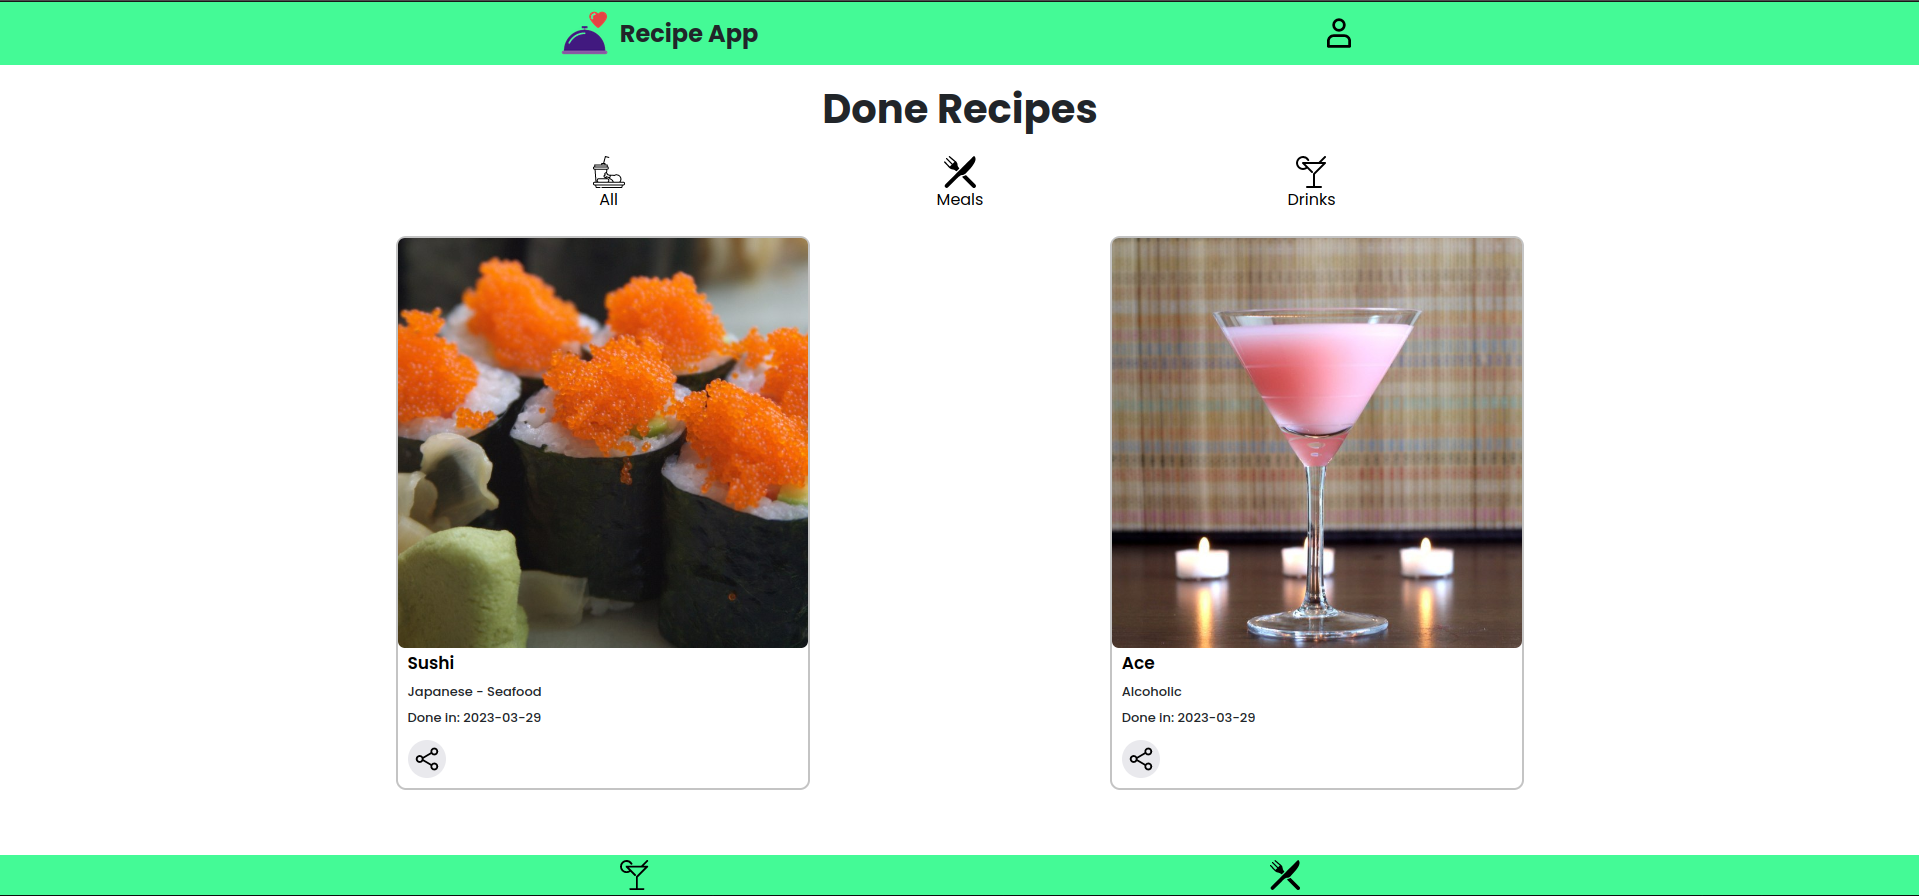 Recipe App
Done Recipes
All
Meals
Drinks
Sushi
Japanese - Seafood
Done in: 2023-03-29
Ace
Alcoholic
Done in: 2023-03-29